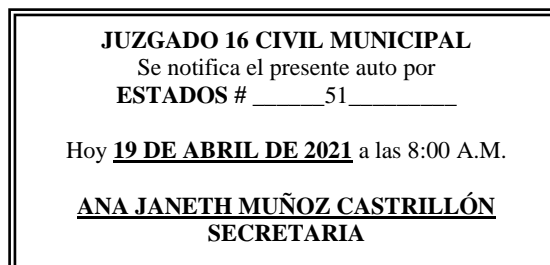 JUZGADO 16 CIVIL MUNICIPAL
Se notifica el presente auto por
ESTADOS # ______51_________
Hoy 19 DE ABRIL DE 2021 a las 8:00 A.M.
ANA JANETH MUÑOZ CASTRILLÓN
SECRETARIA